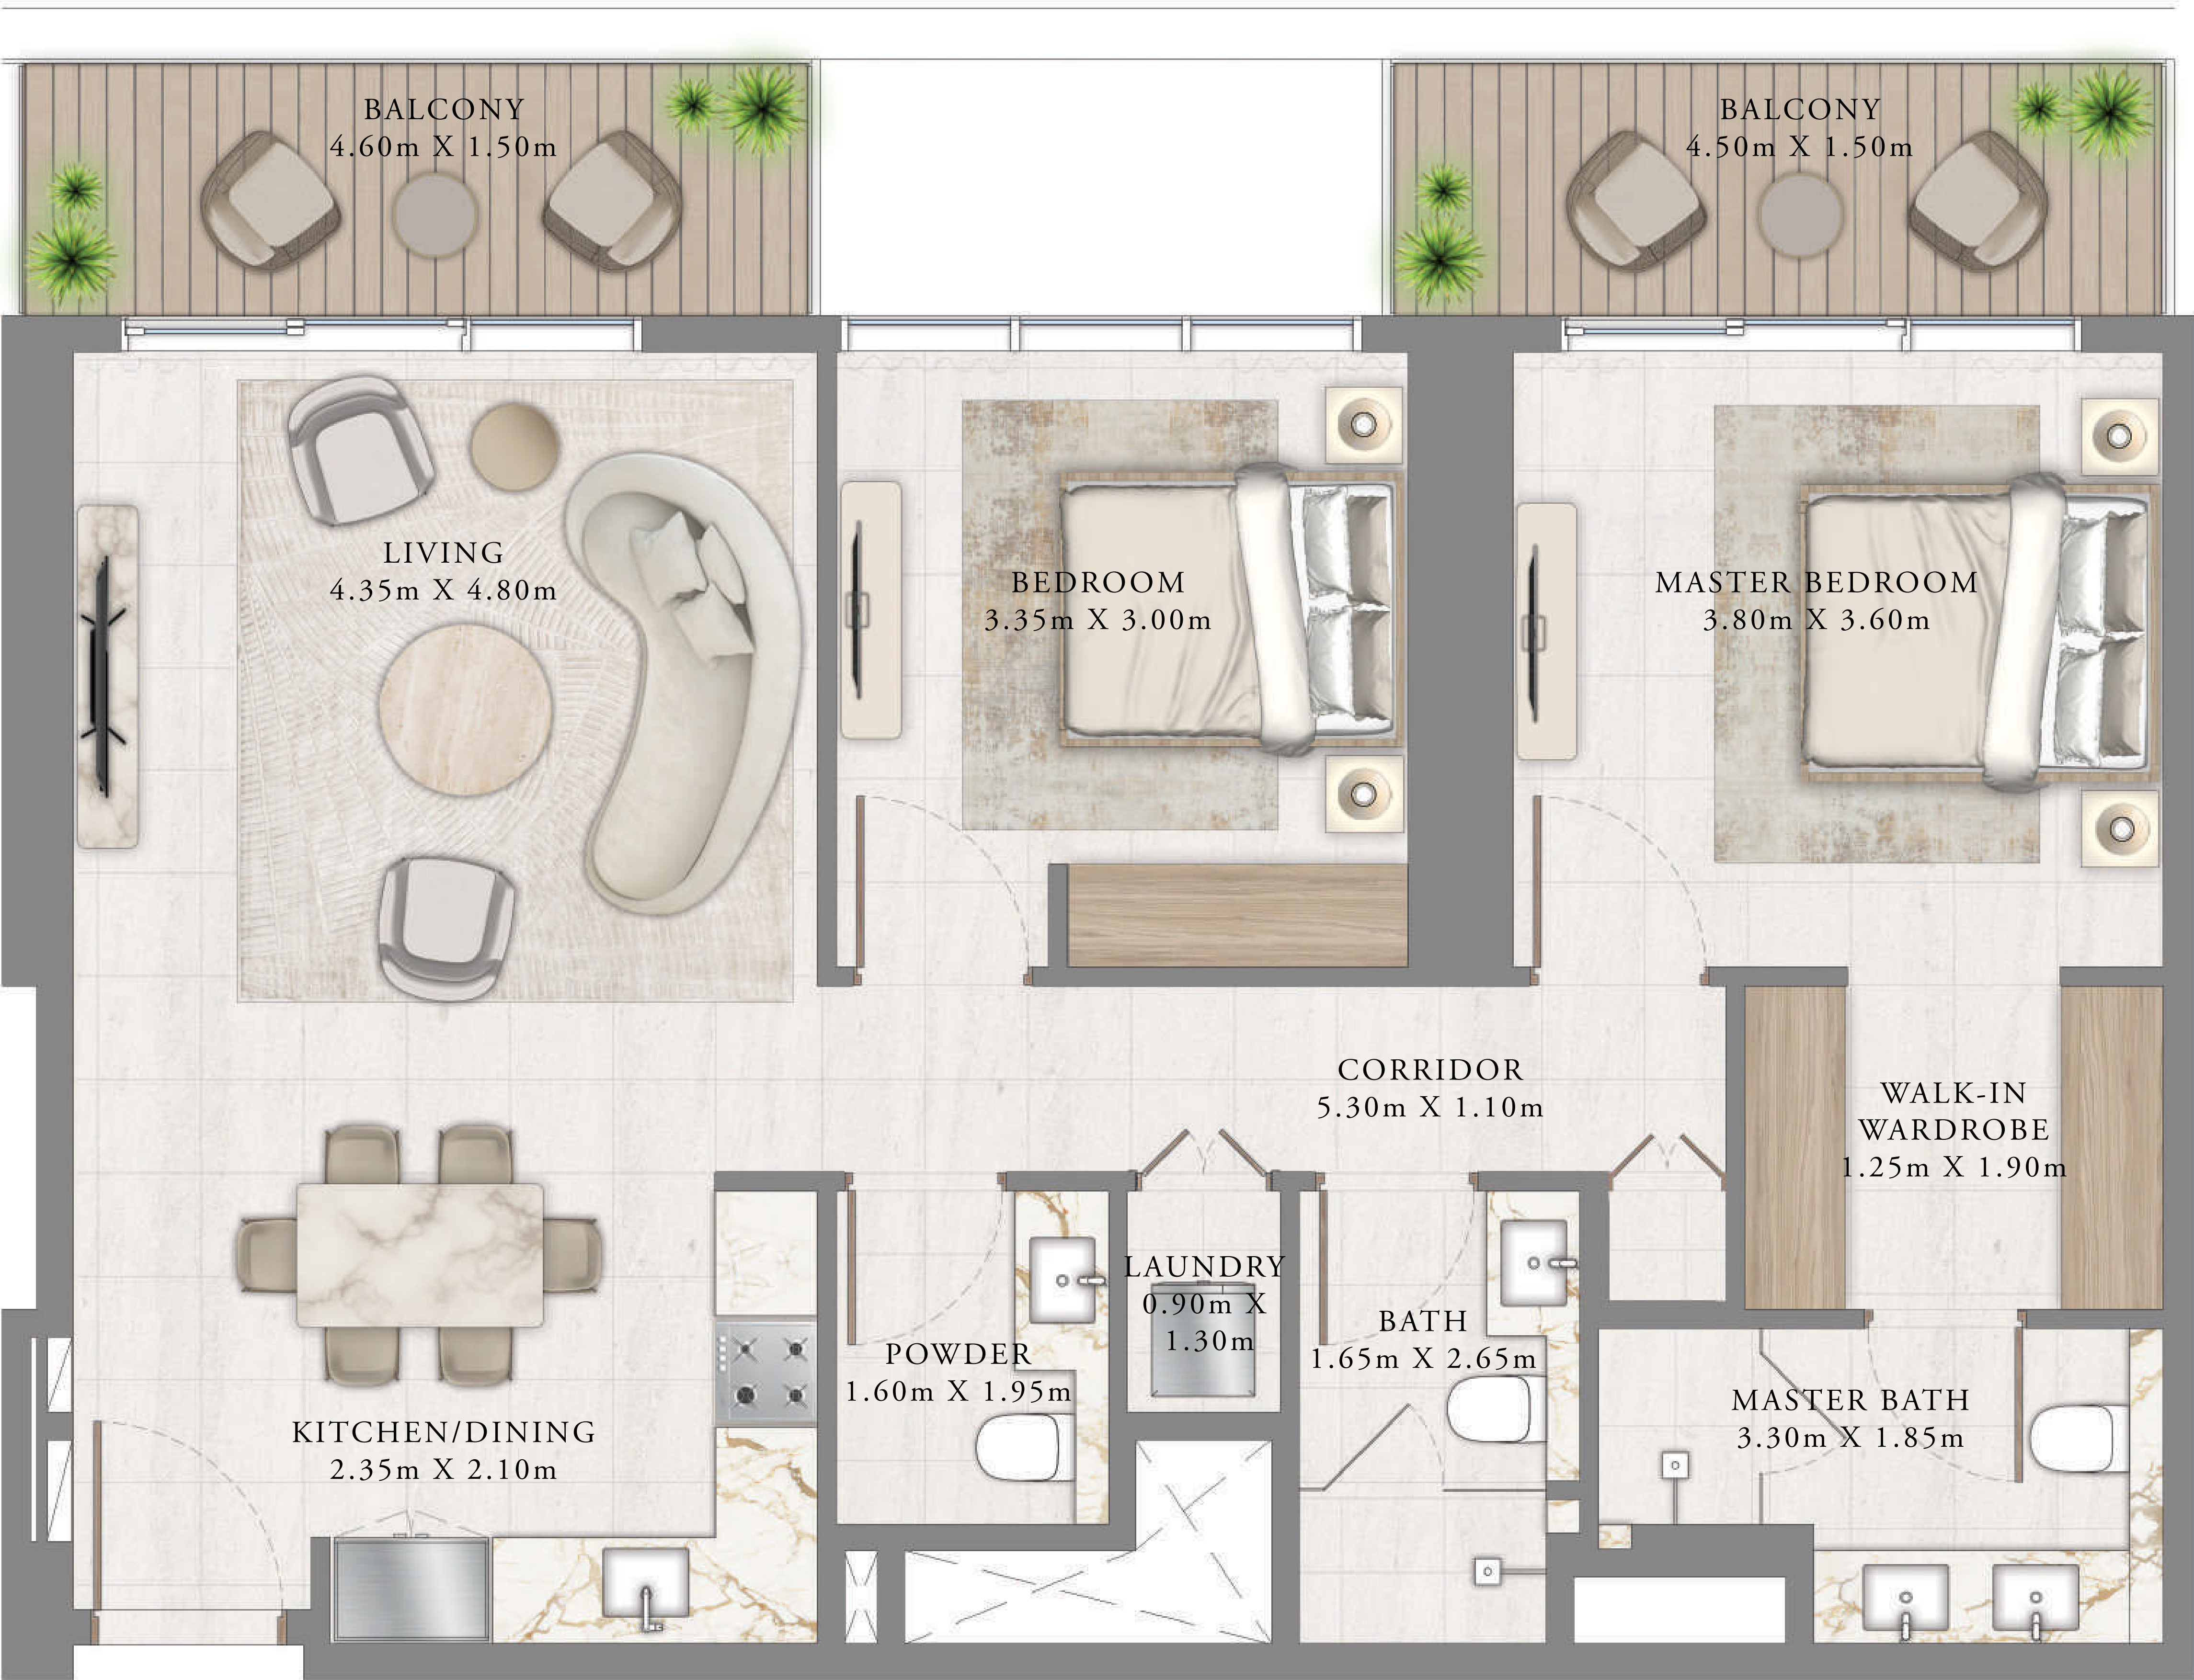 BALCONY
4.60m X 1.50m
BALCONY
4.50m X 1.50m
LIVING
4.35m X 4.80m
BEDROOM
3.35m X 3.00m
MASTER BEDROOM
3.80m X 3.60m
CORRIDOR
5.30m X 1.10m
WALK-IN
WARDROBE
1.25m X 1.90m
LAUNDRY
0.90m X
1.30m
BATH
1.65m X 2.65m
POWDER
1.60m X 1.95m
MASTER BATH
3.30m X 1.85m
KITCHEN/DINING
2.35m X 2.10m